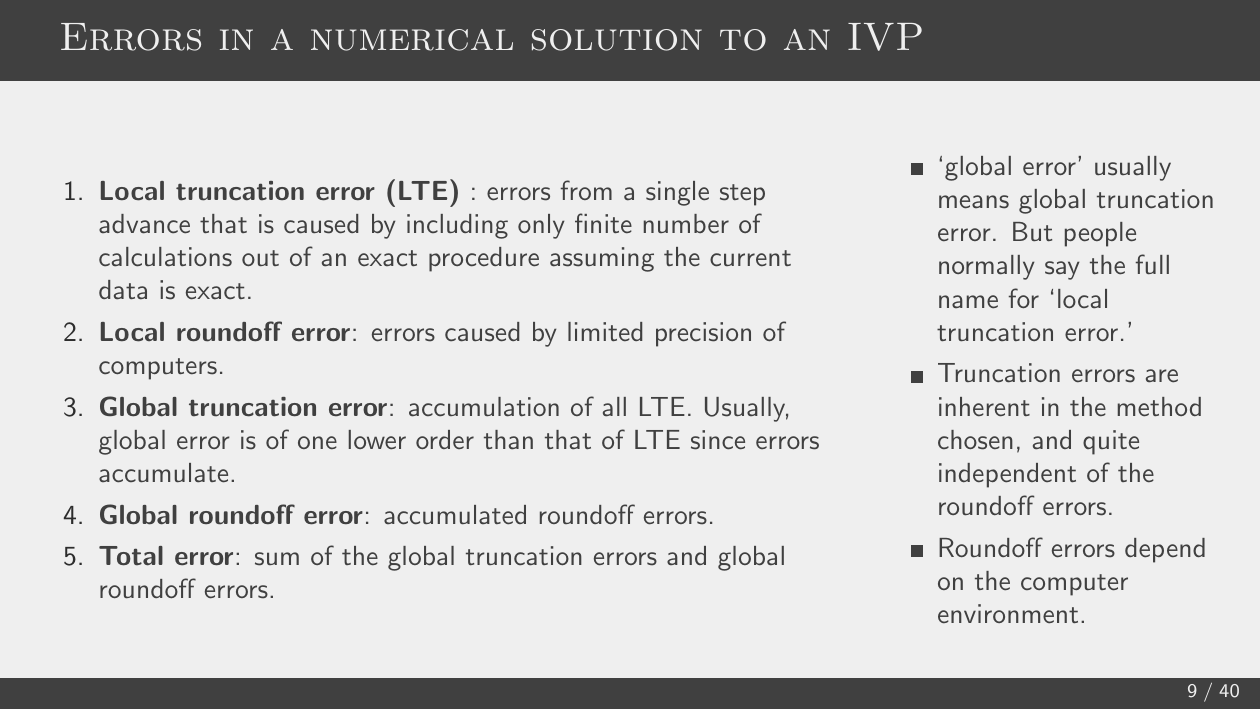 Errors in a numerical solution to an IVP
1. Local truncation error (LTE) : errors from a single step
advance that is caused by including only finite number of
calculations out of an exact procedure assuming the current
data is exact.
2. Local roundoff error: errors caused by limited precision of
computers.
3. Global truncation error: accumulation of all LTE. Usually,
global error is of one lower order than that of LTE since errors
accumulate.
4. Global roundoff error: accumulated roundoff errors.
5. Total error: sum of the global truncation errors and global
roundoff errors.
■ ‘global error’ usually
means global truncation
error. But people
normally say the full
name for ‘local
truncation error.’
■ Truncation errors are
inherent in the method
chosen, and quite
independent of the
roundoff errors.
■ Roundoff errors depend
on the computer
environment.
9 / 40